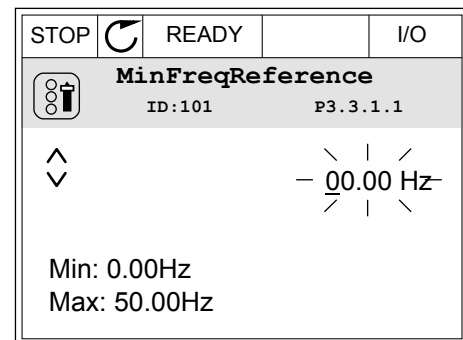 STOP READY I/O
MinFreqReference
ID:101 P3.3.1.1
00.00 Hz
Min: 0.00Hz
Max: 50.00Hz